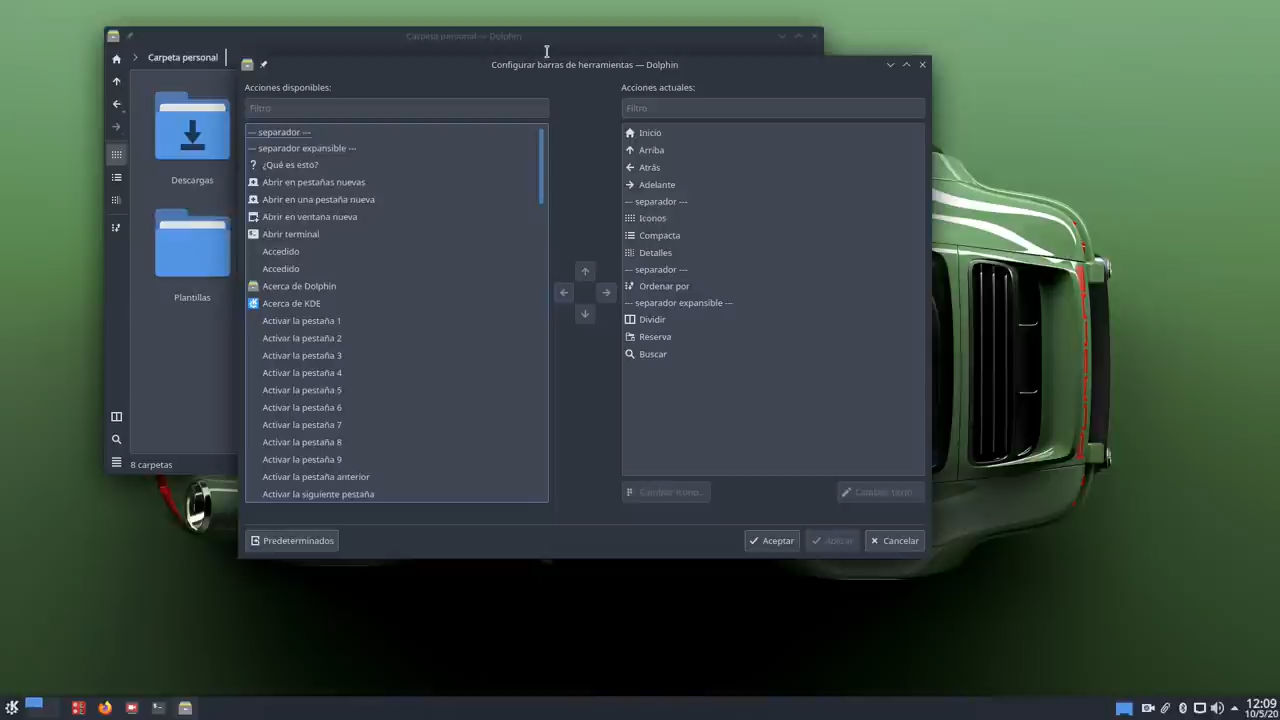 Carpeta personal — Dolphin
Carpeta personal
Descargas
Plantillas
8 carpetas
Configurar barras de herramientas — Dolphin
Acciones disponibles:
Filtro
--- separador ---
--- separador expansible ---
¿Qué es esto?
Abrir en pestañas nuevas
Abrir en una pestaña nueva
Abrir en ventana nueva
Abrir terminal
Accedido
Accedido
Acerca de Dolphin
Acerca de KDE
Activar la pestaña 1
Activar la pestaña 2
Activar la pestaña 3
Activar la pestaña 4
Activar la pestaña 5
Activar la pestaña 6
Activar la pestaña 7
Activar la pestaña 8
Activar la pestaña 9
Activar la pestaña anterior
Activar la siguiente pestaña
Acciones actuales:
Filtro
Inicio
Arriba
Atrás
Adelante
--- separador ---
Iconos
Compacta
Detalles
--- separador ---
Ordenar por
--- separador expansible ---
Dividir
Reserva
Buscar
Cambiar
Cambiar
Predeterminados
Aceptar
Aplicar
Cancelar
12:09
10/5/20